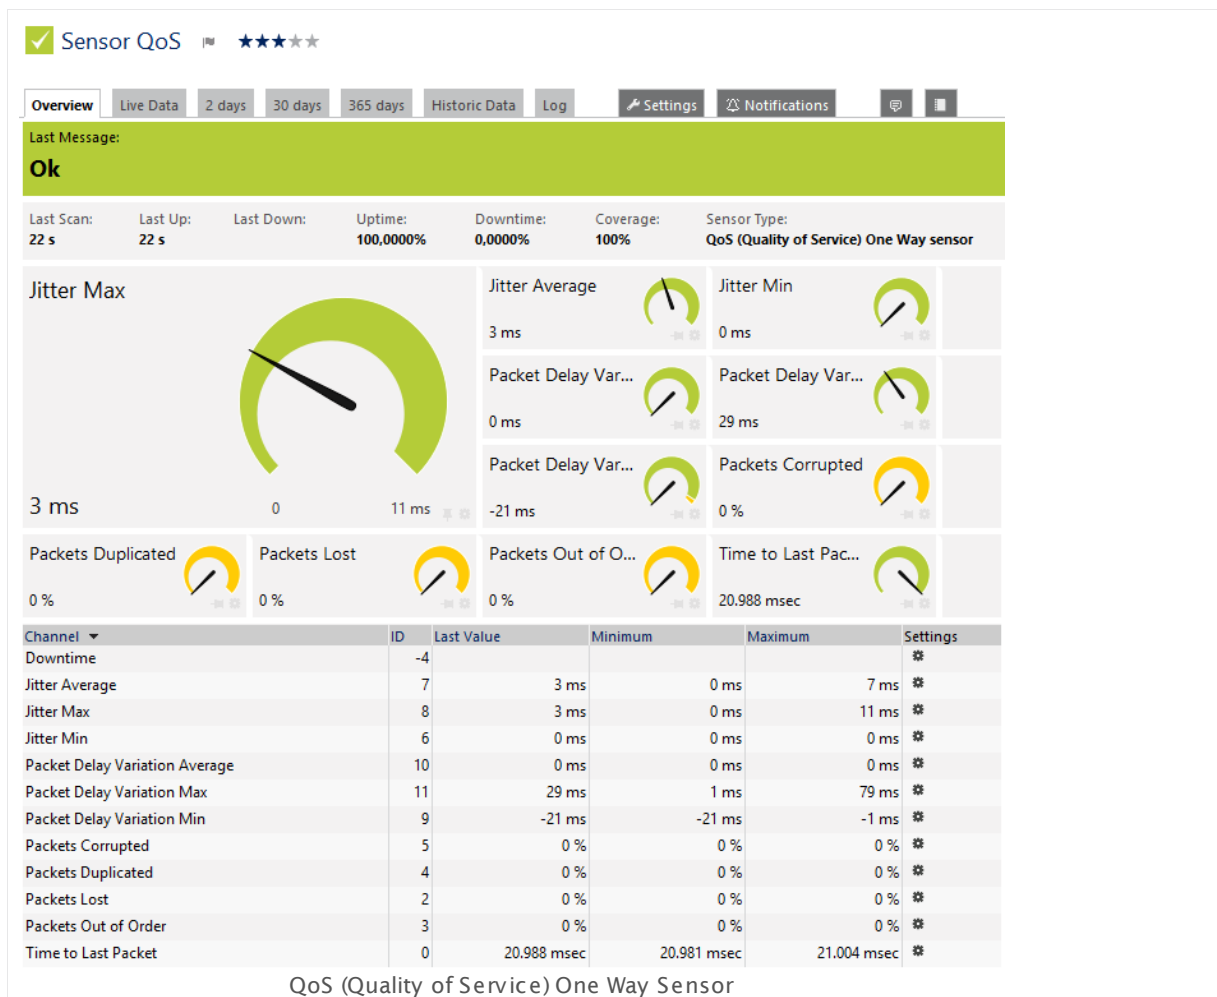 Sensor QoS
Overview Live Data 2 days 30 days 365 days Historic Data Log Settings Notifications
Last Message:
Ok
Last Scan: Last Up: Last Down: Uptime: Downtime: Coverage: Sensor Type:
22 s 22 s 100,0000% 0,0000% 100% QoS (Quality of Service) One Way sensor
Jitter Max
3 ms
0 11 ms
Jitter Average
3 ms
Jitter Min
0 ms
Packet Delay Var...
0 ms
Packet Delay Var...
29 ms
Packet Delay Var...
-21 ms
Packets Corrupted
0 %
Packets Duplicated
0 %
Packets Lost
0 %
Packets Out of O...
0 %
Time to Last Pac...
20.988 msec
Channel ID Last Value Minimum Maximum Settings
Downtime -4
Jitter Average 7 3 ms 0 ms 7 ms
Jitter Max 8 3 ms 0 ms 11 ms
Jitter Min 6 0 ms 0 ms 0 ms
Packet Delay Variation Average 10 0 ms 0 ms 0 ms
Packet Delay Variation Max 11 29 ms 1 ms 79 ms
Packet Delay Variation Min 9 -21 ms -21 ms -1 ms
Packets Corrupted 5 0 % 0 % 0 %
Packets Duplicated 4 0 % 0 % 0 %
Packets Lost 2 0 % 0 % 0 %
Packets Out of Order 3 0 % 0 % 0 %
Time to Last Packet 0 20.988 msec 20.981 msec 21.004 msec
QoS (Quality of Service) One Way Sensor